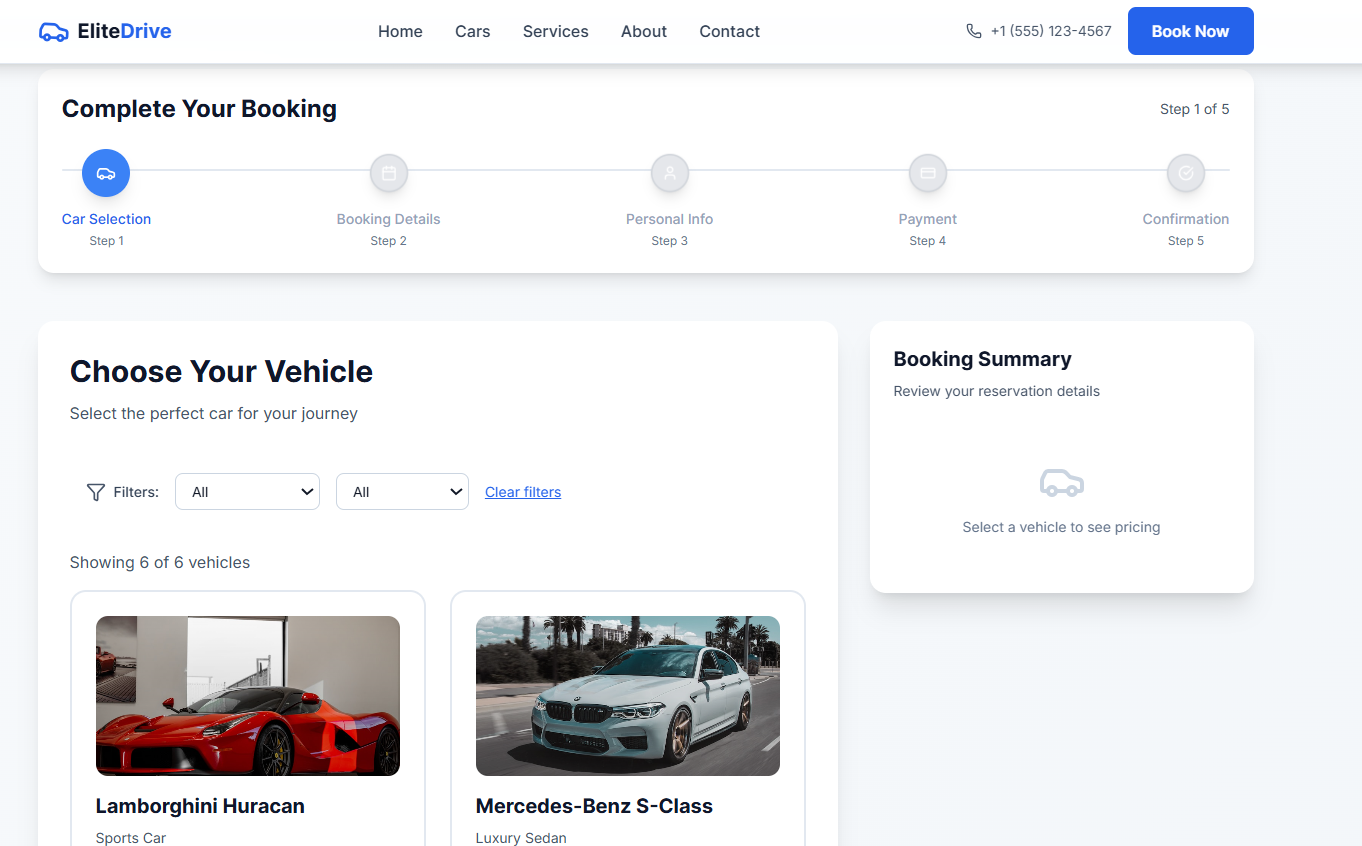 EliteDrive
Home Cars Services About Contact
+1 (555) 123-4567
Book Now
Complete Your Booking
Step 1 of 5
Car Selection
Step 1
Booking Details
Step 2
Personal Info
Step 3
Payment
Step 4
Confirmation
Step 5
Choose Your Vehicle
Select the perfect car for your journey
Filters: All All Clear filters
Showing 6 of 6 vehicles
Lamborghini Huracan
Sports Car
Mercedes-Benz S-Class
Luxury Sedan
Booking Summary
Review your reservation details
Select a vehicle to see pricing